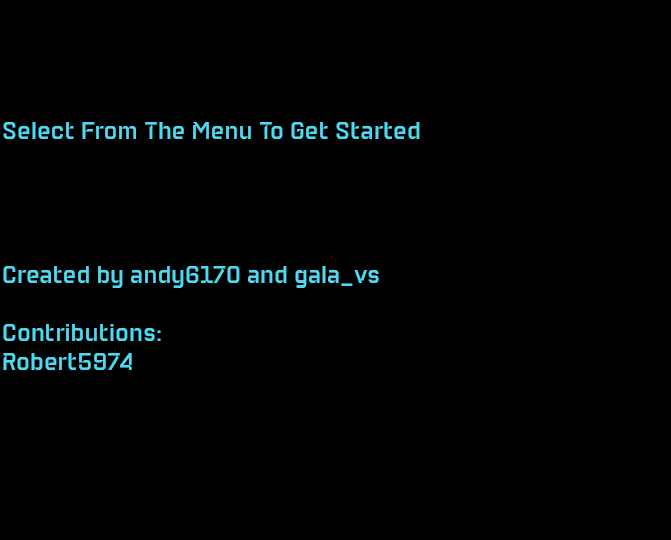 Select From The Menu To Get Started
Created by andy6170 and gala_vs
Contributions:
Robert5974